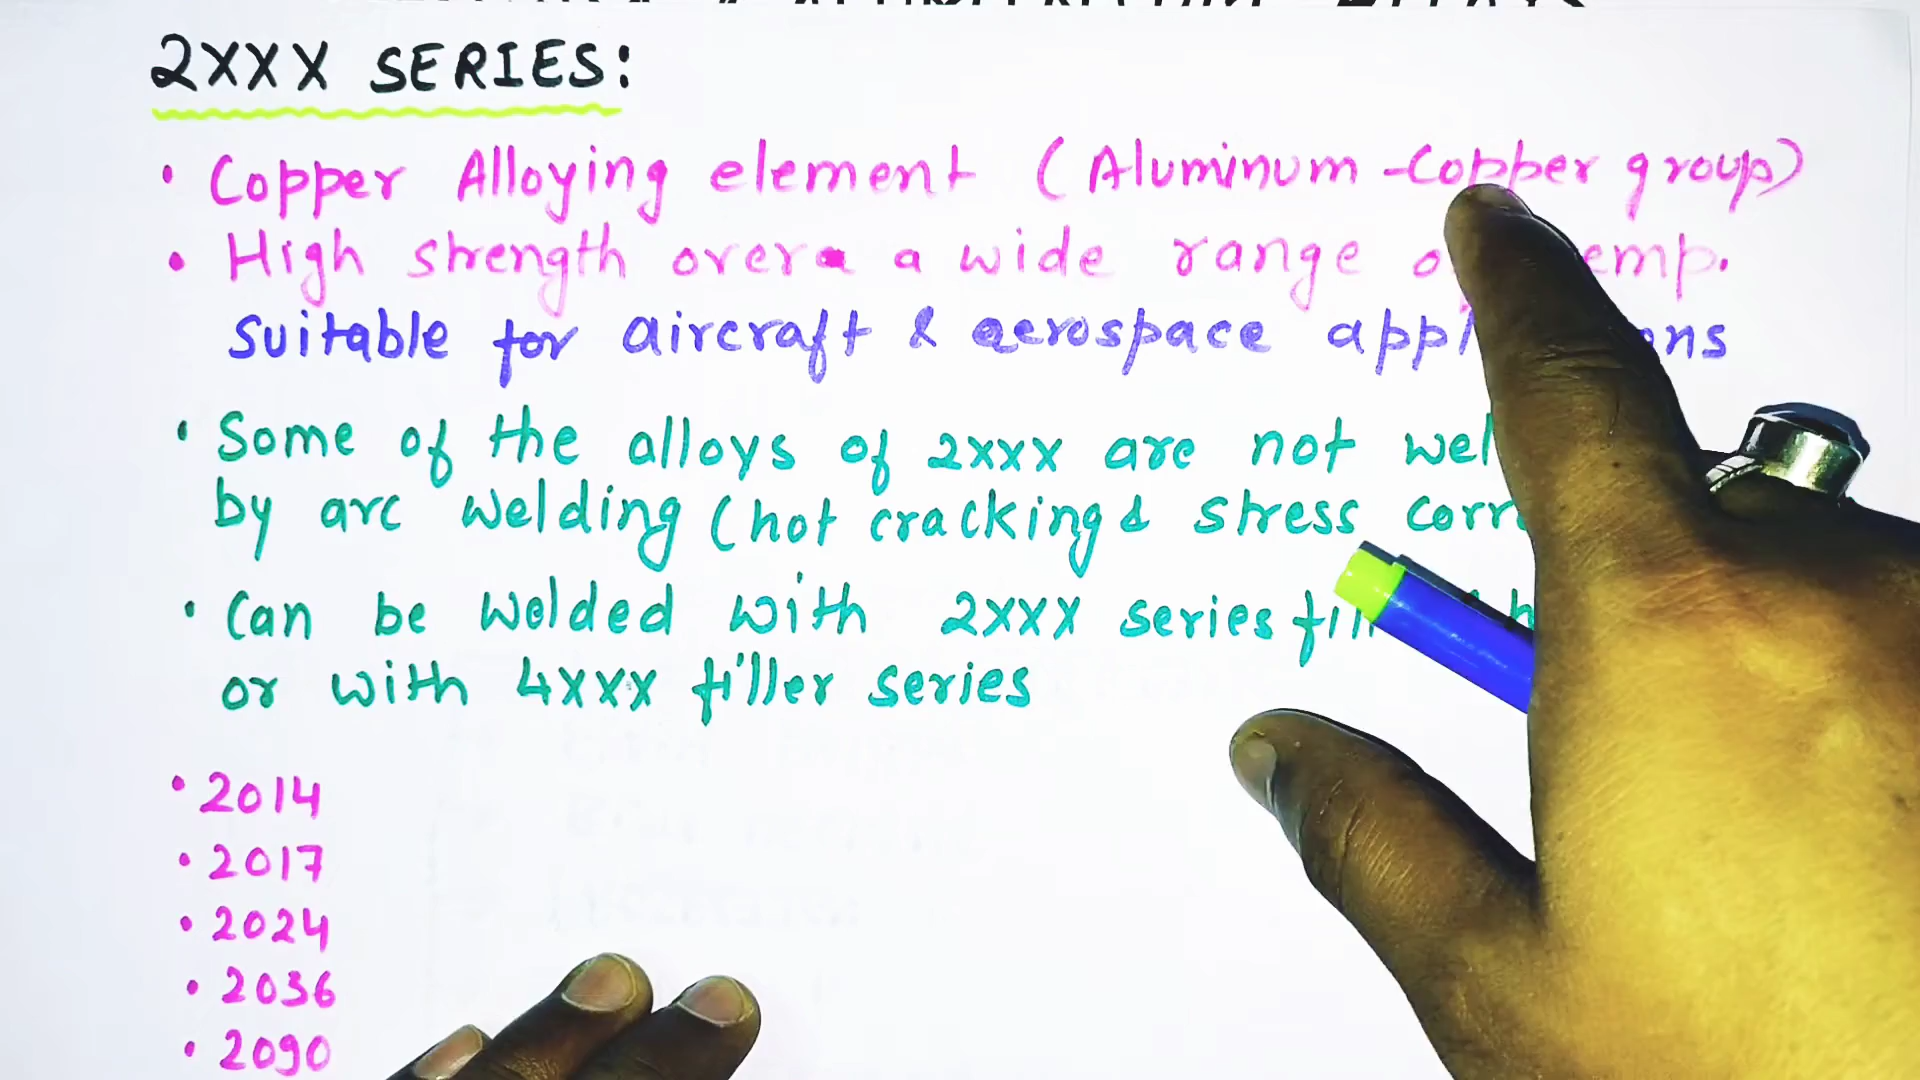 2XXX SERIES:
• Copper Alloying element (Aluminum-Copper group)
• High strength over a wide range
suitable for aircraft & aerospace
• Some of the alloys of 2xxx are not
by arc welding (hot cracking & stress
• Can be welded with 2XXX series
or with 4XXX filler series
• 2014
• 2017
• 2024
• 2036
• 2090